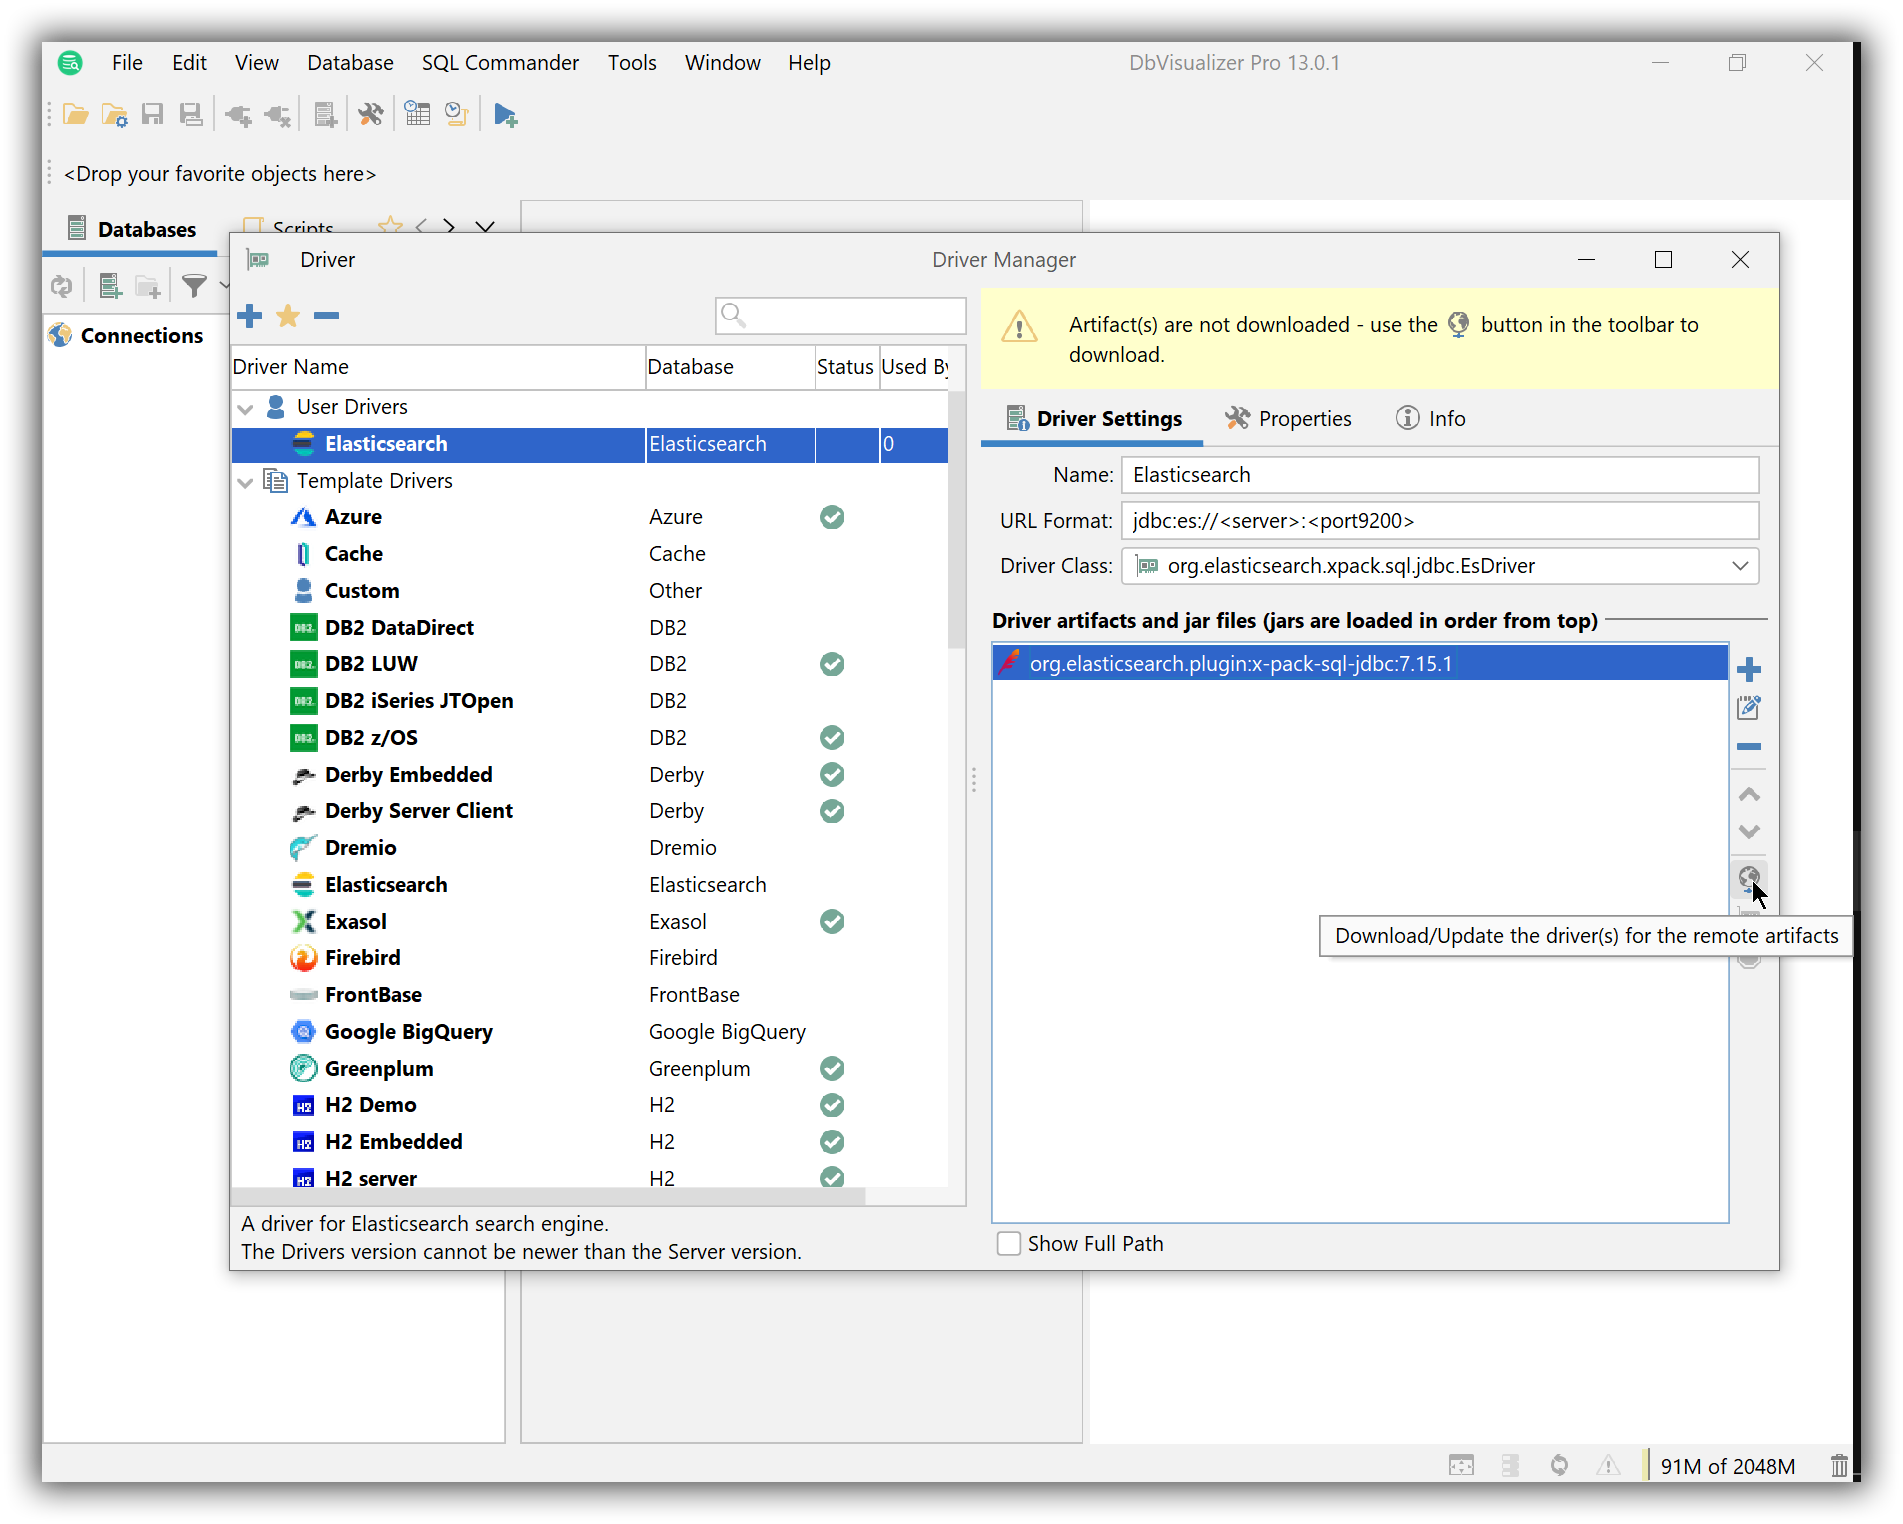 File Edit View Database SQL Commander Tools Window Help DbVisualizer Pro 13.0.1
<Drop your favorite objects here>
Databases Scripts
Connections
Driver Driver Manager
Driver Name Database Status Used By
User Drivers
Elasticsearch Elasticsearch 0
Template Drivers
Azure Azure
Cache Cache
Custom Other
DB2 DataDirect DB2
DB2 LUW DB2
DB2 iSeries JTOpen DB2
DB2 z/OS DB2
Derby Embedded Derby
Derby Server Client Derby
Dremio Dremio
Elasticsearch Elasticsearch
Exasol Exasol
Firebird Firebird
FrontBase FrontBase
Google BigQuery Google BigQuery
Greenplum Greenplum
H2 Demo H2
H2 Embedded H2
H2 server H2
A driver for Elasticsearch search engine.
The Drivers version cannot be newer than the Server version.
Artifact(s) are not downloaded - use the button in the toolbar to
download.
Driver Settings Properties Info
Name: Elasticsearch
URL Format: jdbc:es://<server>:<port9200>
Driver Class: org.elasticsearch.xpack.sql.jdbc.EsDriver
Driver artifacts and jar files (jars are loaded in order from top)
org.elasticsearch.plugin:x-pack-sql-jdbc:7.15.1
Download/Update the driver(s) for the remote artifacts
Show Full Path
91M of 2048M